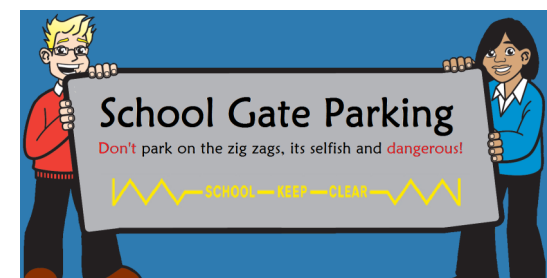 School Gate Parking
Don't park on the zig zags, its selfish and dangerous!
SCHOOL — KEEP — CLEAR